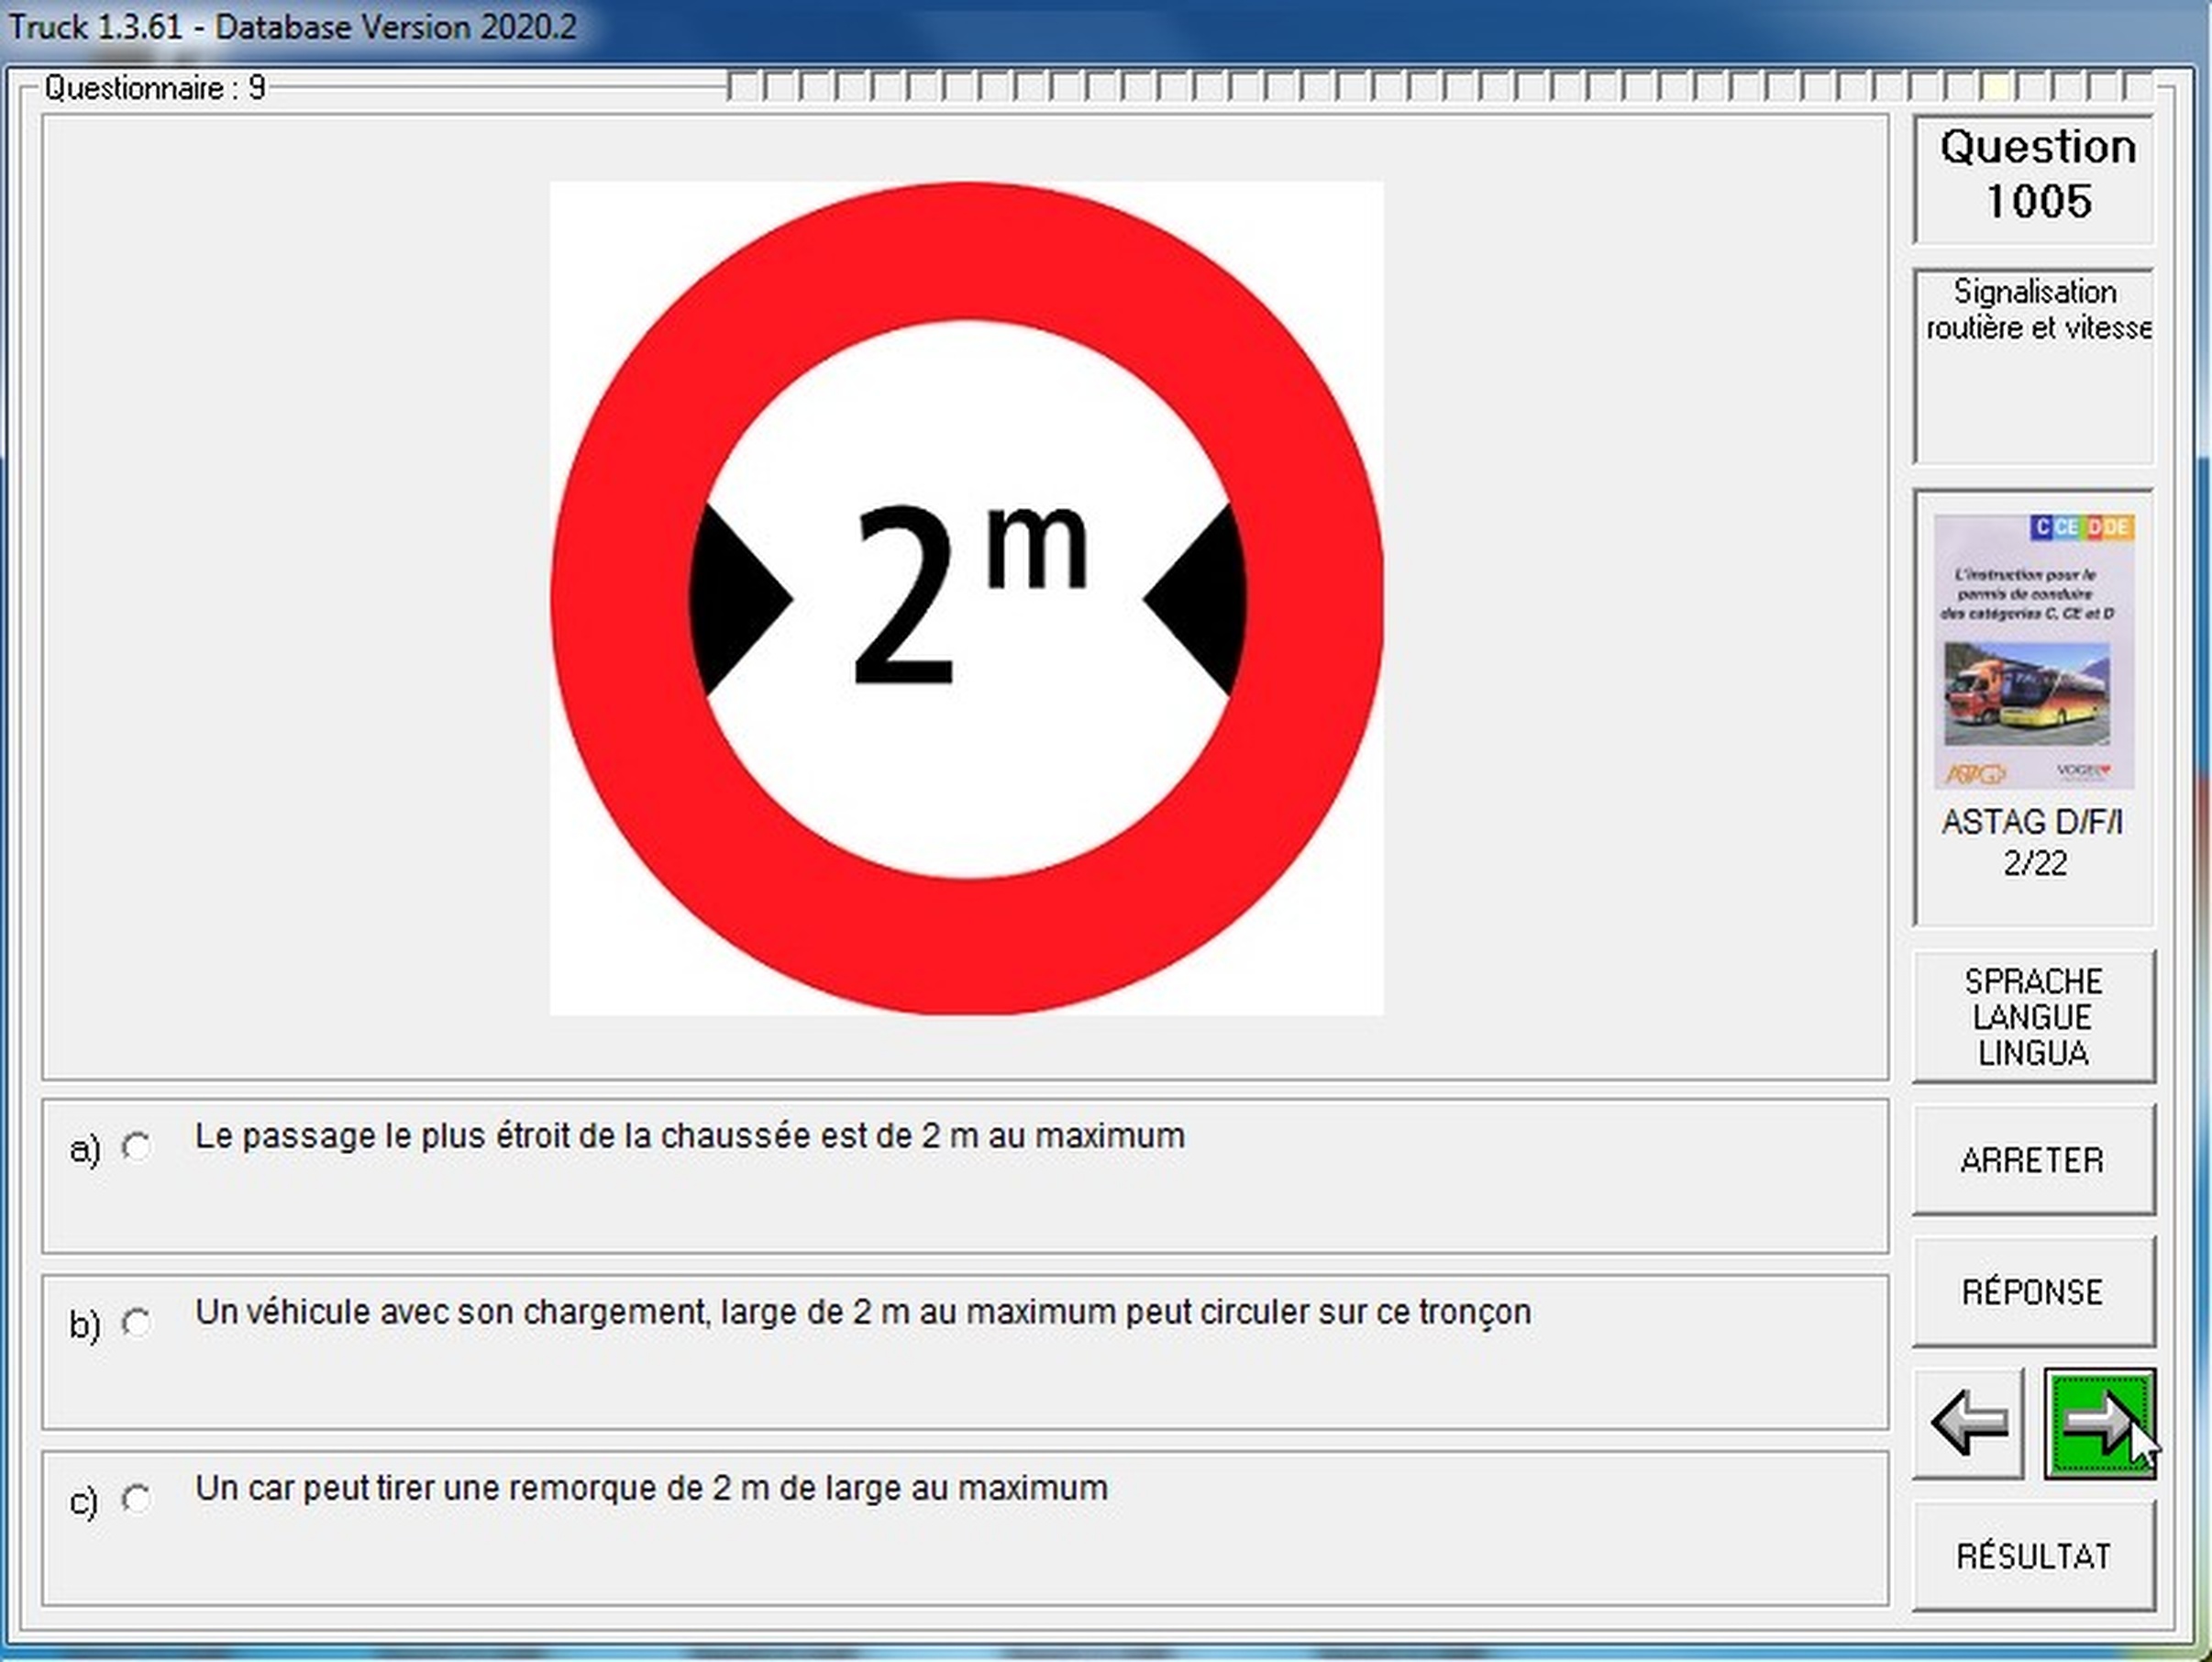 Truck 1.3.61 - Database Version 2020.2
Questionnaire : 9
2 m
Question
1005
Signalisation
routière et vitesse
C CE D DE
L'instruction pour le
permis de conduire
des catégories C, CE et D
ASTAG
VOGEL
ASTAG D/F/I
2/22
SPRACHE
LANGUE
LINGUA
ARRETER
RÉPONSE
RÉSULTAT
a) Le passage le plus étroit de la chaussée est de 2 m au maximum
b) Un véhicule avec son chargement, large de 2 m au maximum peut circuler sur ce tronçon
c) Un car peut tirer une remorque de 2 m de large au maximum